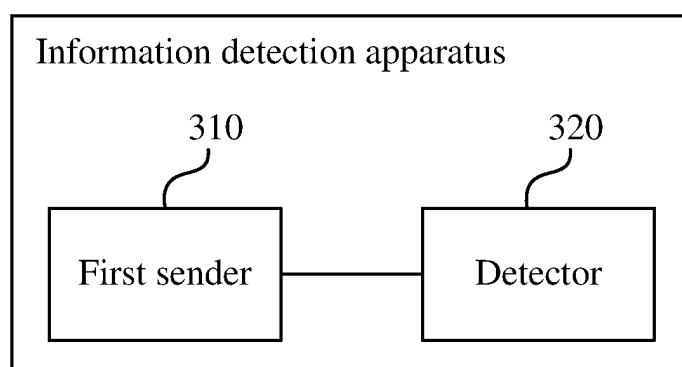 Information detection apparatus
310
320
First sender
Detector